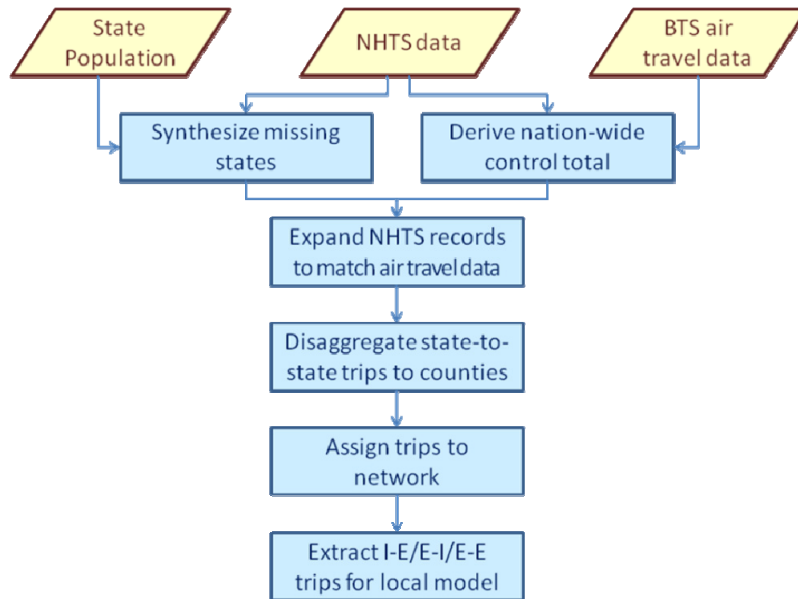 State
Population
NHTS data
BTS air
travel data
Synthesize missing
states
Derive nation-wide
control total
Expand NHTS records
to match air travel data
Disaggregate state-to-
state trips to counties
Assign trips to
network
Extract I-E/E-I/E-E
trips for local model